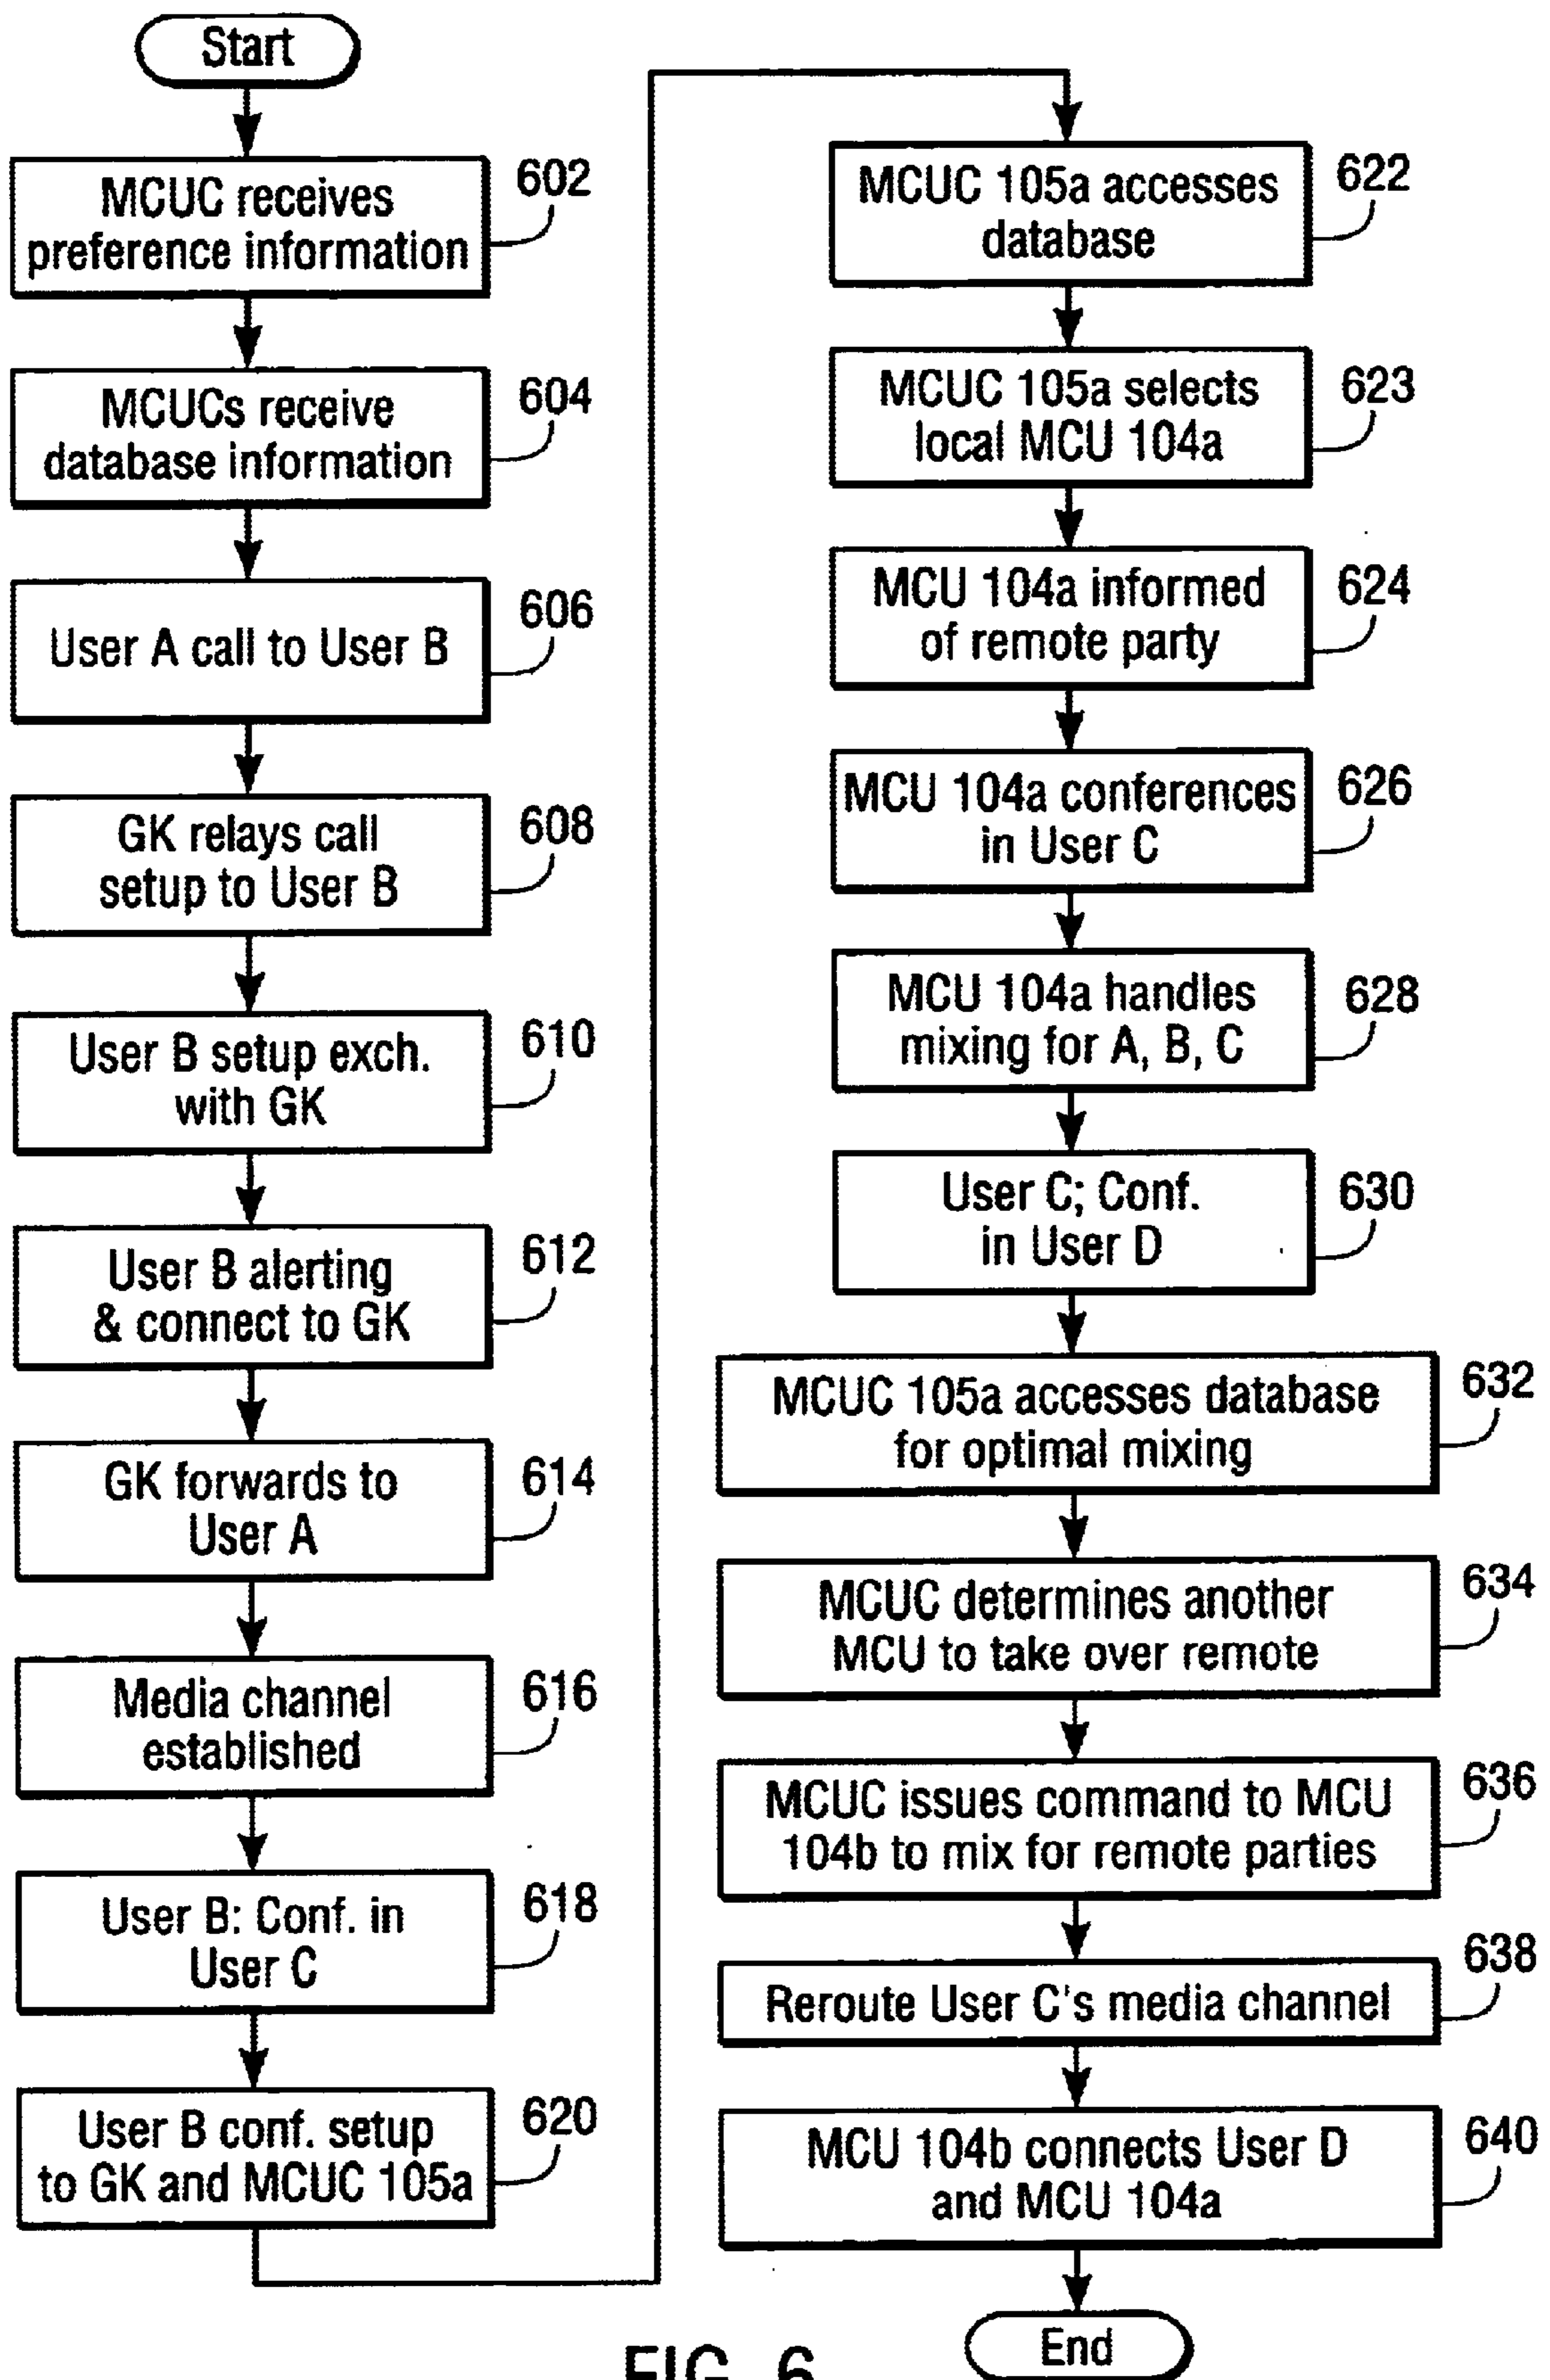 Start
MCUC receives
preference information
602
MCUCs receive
database information
604
User A call to User B
606
GK relays call
setup to User B
608
User B setup exch.
with GK
610
User B alerting
& connect to GK
612
GK forwards to
User A
614
Media channel
established
616
User B: Conf. in
User C
618
User B conf. setup
to GK and MCUC 105a
620
MCUC 105a accesses
database
622
MCUC 105a selects
local MCU 104a
623
MCU 104a informed
of remote party
624
MCU 104a conferences
in User C
626
MCU 104a handles
mixing for A, B, C
628
User C; Conf.
in User D
630
MCUC 105a accesses database
for optimal mixing
632
MCUC determines another
MCU to take over remote
634
MCUC issues command to MCU
104b to mix for remote parties
636
Reroute User C's media channel
638
MCU 104b connects User D
and MCU 104a
640
End
FIG. 6